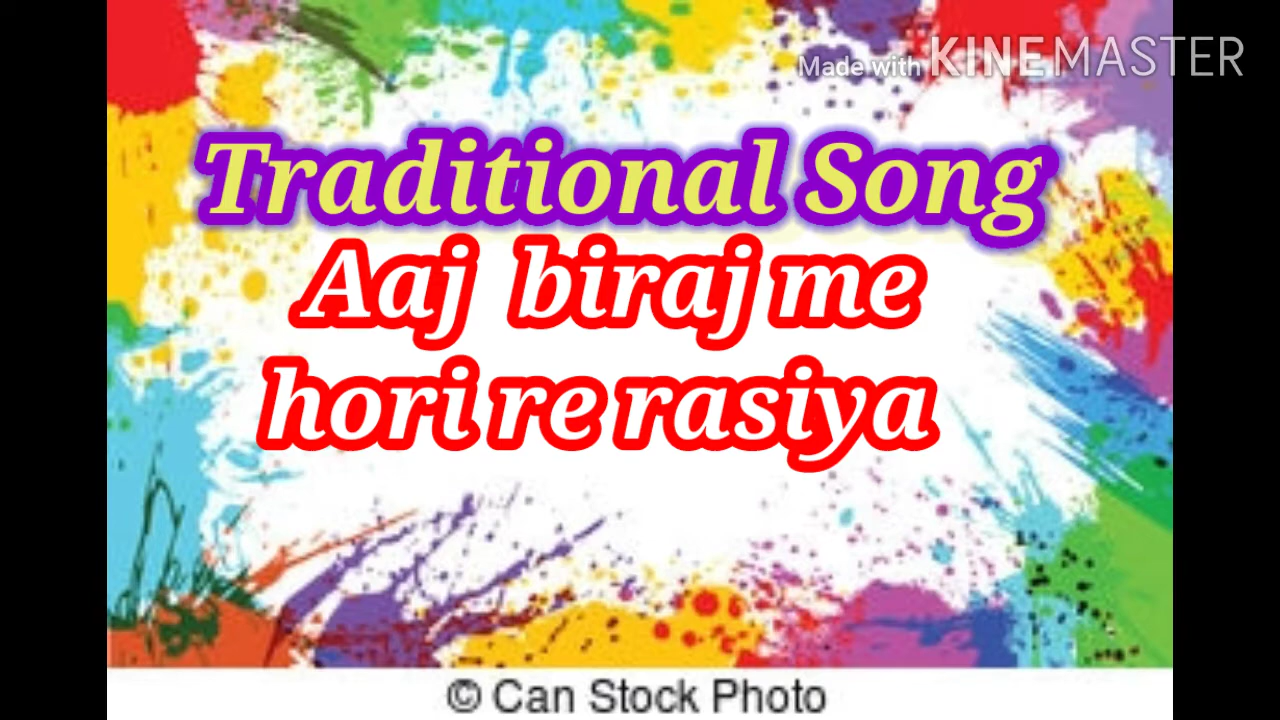 Made with KINEMASTER
Traditional Song
Aaj biraj me
hori re rasiya
© Can Stock Photo